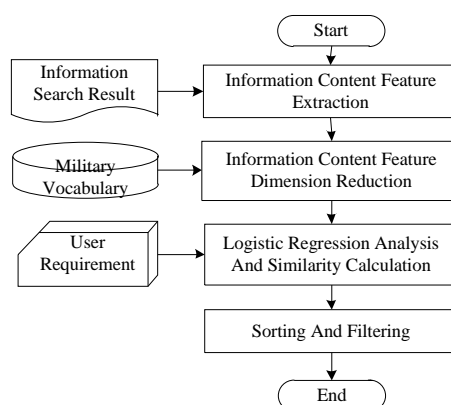 Start
Information
Search Result
Information Content Feature
Extraction
Military
Vocabulary
Information Content Feature
Dimension Reduction
User
Requirement
Logistic Regression Analysis
And Similarity Calculation
Sorting And Filtering
End